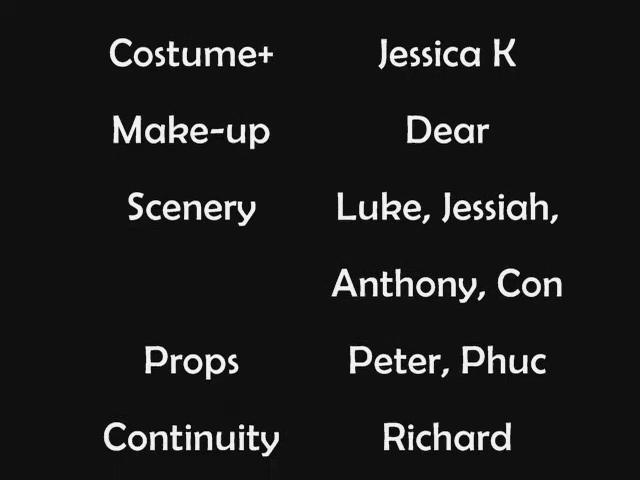 Costume+ Jessica K
Make-up Dear
Scenery Luke, Jessiah,
Anthony, Con
Props Peter, Phuc
Continuity Richard